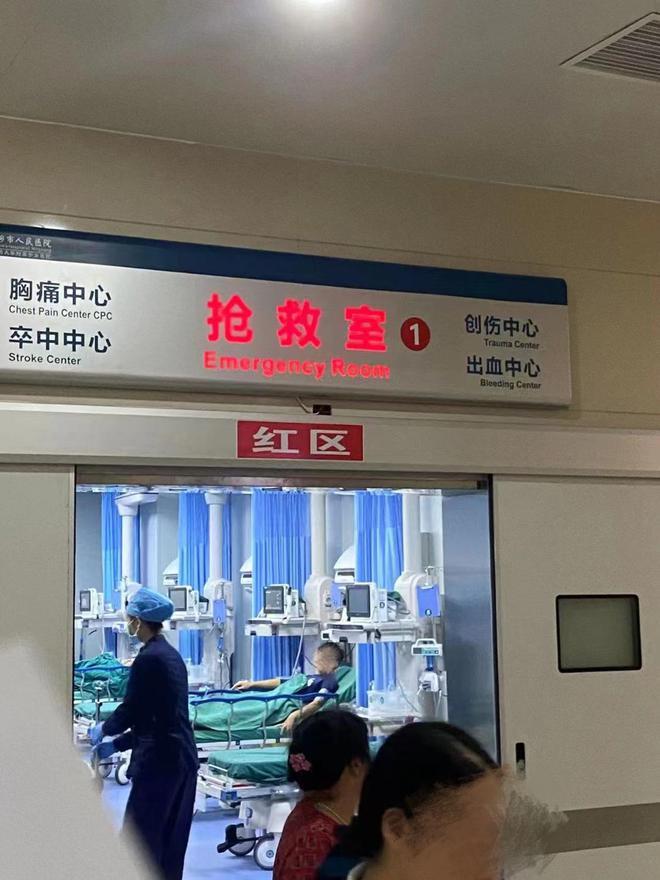 市人民医院
胸痛中心
Chest Pain Center CPC
卒中中心
Stroke Center
抢救室 1
Emergency Room
创伤中心
Trauma Center
出血中心
Bleeding Center
红区